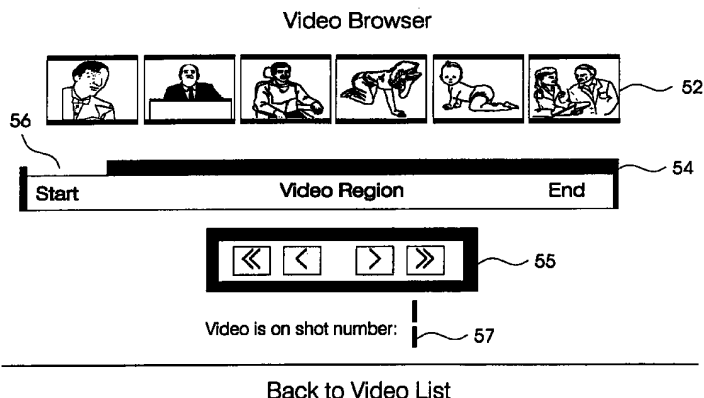 Video Browser
52
56
54
Start Video Region End
<< < > >>
55
Video is on shot number:
57
Back to Video List